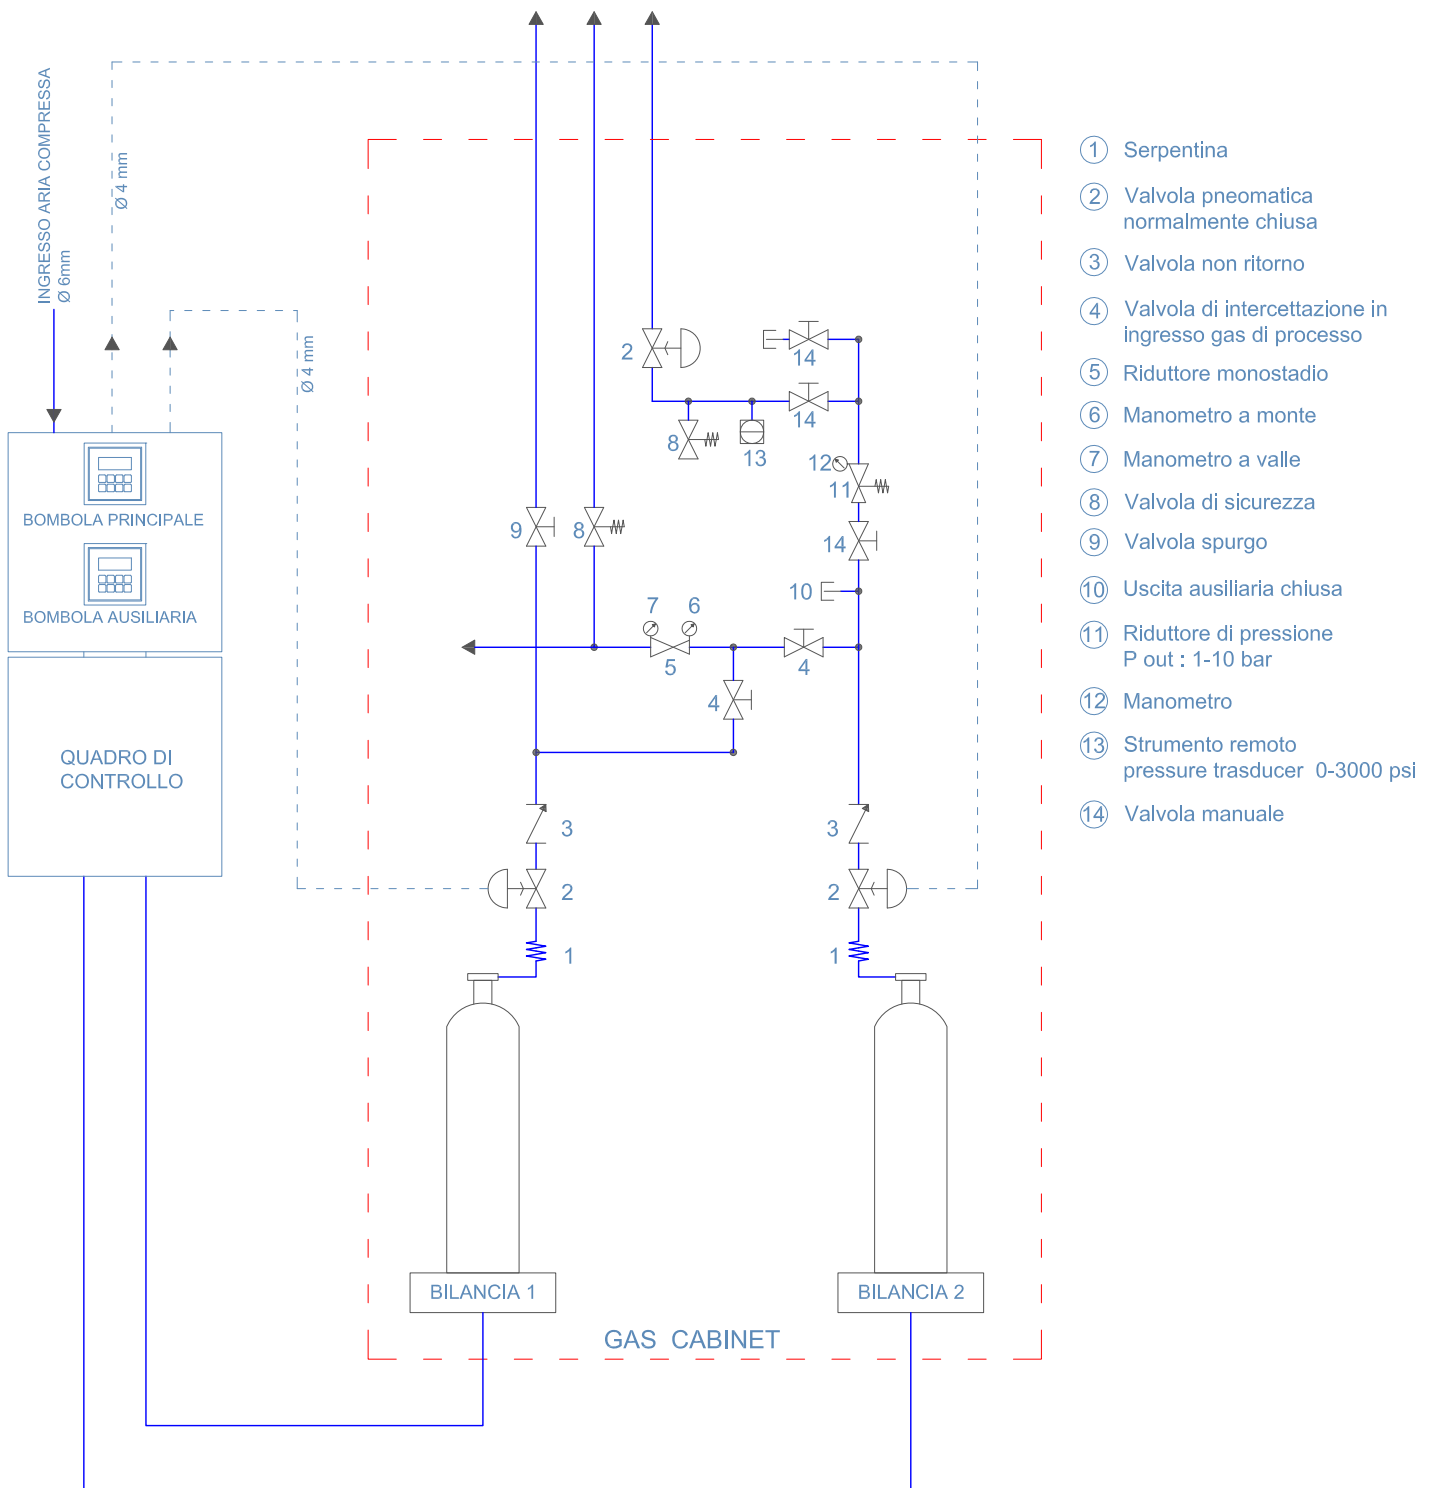 INGRESSO ARIA COMPRESSA
Ø 6mm
Ø 4 mm
Ø 4 mm
BOMBOLA PRINCIPALE
BOMBOLA AUSILIARIA
QUADRO DI
CONTROLLO
2
14
14
8
13
12
11
9
8
14
10
7
6
5
4
4
3
3
2
2
1
1
BILANCIA 1
BILANCIA 2
GAS CABINET
1 Serpentina
2 Valvola pneomatica
normalmente chiusa
3 Valvola non ritorno
4 Valvola di intercettazione in
ingresso gas di processo
5 Riduttore monostadio
6 Manometro a monte
7 Manometro a valle
8 Valvola di sicurezza
9 Valvola spurgo
10 Uscita ausiliaria chiusa
11 Riduttore di pressione
P out : 1-10 bar
12 Manometro
13 Strumento remoto
pressure trasducer 0-3000 psi
14 Valvola manuale